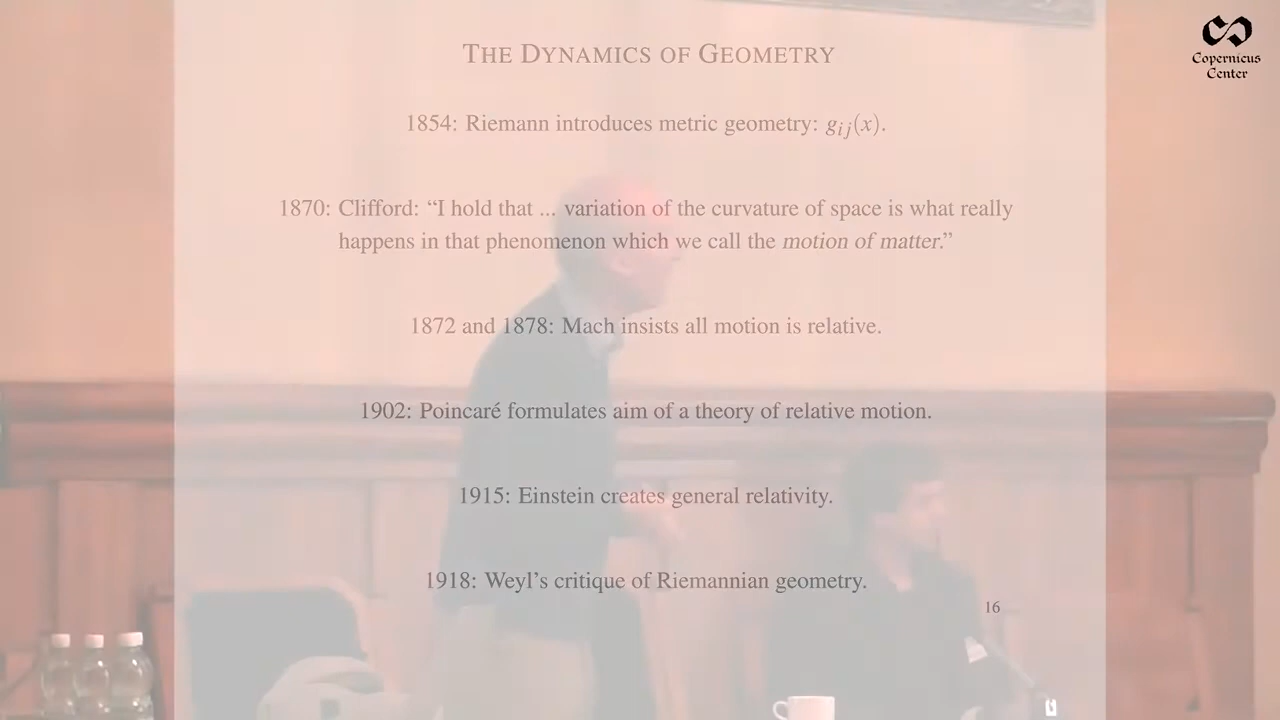 Copernicus
Center
THE DYNAMICS OF GEOMETRY
1854: Riemann introduces metric geometry: g_{ij}(x).
1870: Clifford: “I hold that ... variation of the curvature of space is what really
happens in that phenomenon which we call the motion of matter.”
1872 and 1878: Mach insists all motion is relative.
1902: Poincaré formulates aim of a theory of relative motion.
1915: Einstein creates general relativity.
1918: Weyl’s critique of Riemannian geometry.
16